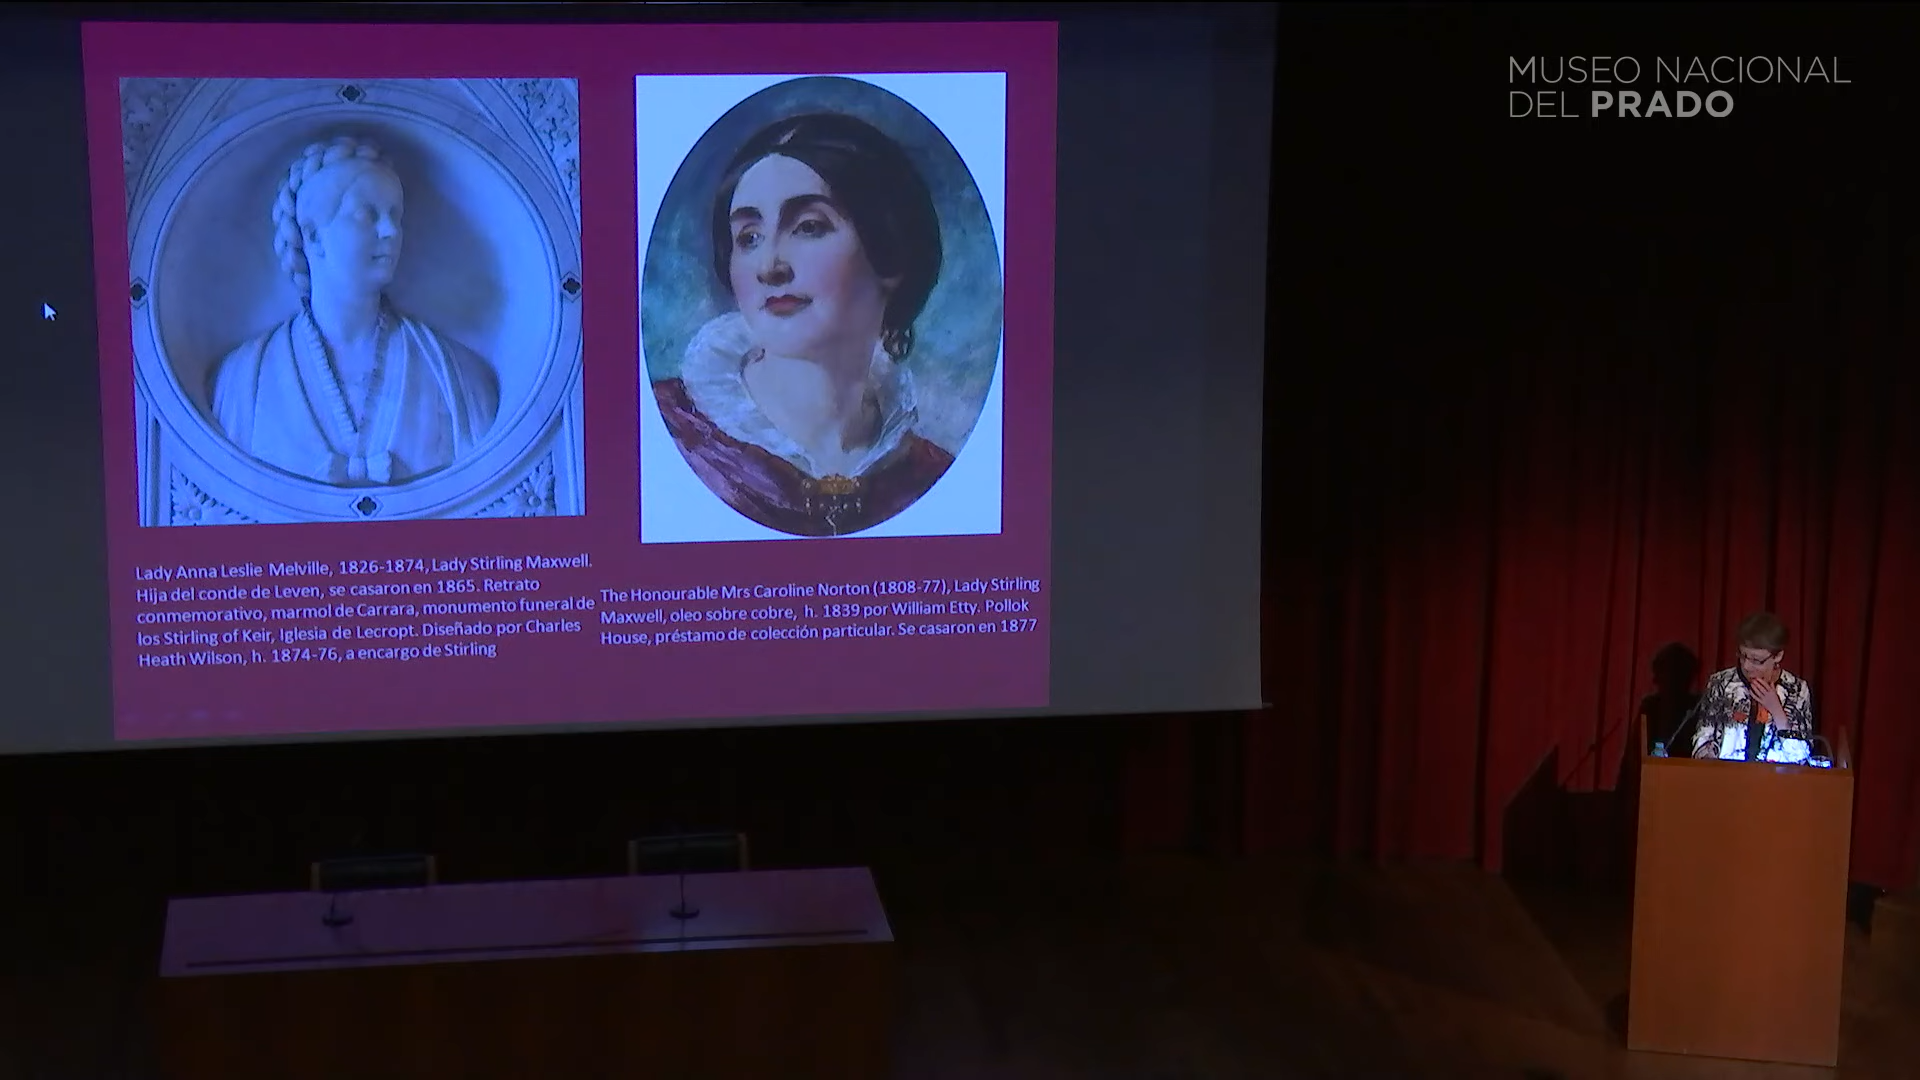 MUSEO NACIONAL
DEL PRADO
Lady Anna Leslie Melville, 1826-1874, Lady Stirling Maxwell.
Hija del conde de Leven, se casaron en 1865. Retrato
conmemorativo, marmol de Carrara, monumento funeral de
los Stirling of Keir, Iglesia de Lecropt. Diseñado por Charles
Heath Wilson, h. 1874-76, a encargo de Stirling
The Honourable Mrs Caroline Norton (1808-77), Lady Stirling
Maxwell, oleo sobre cobre, h. 1839 por William Etty. Pollok
House, préstamo de colección particular. Se casaron en 1877